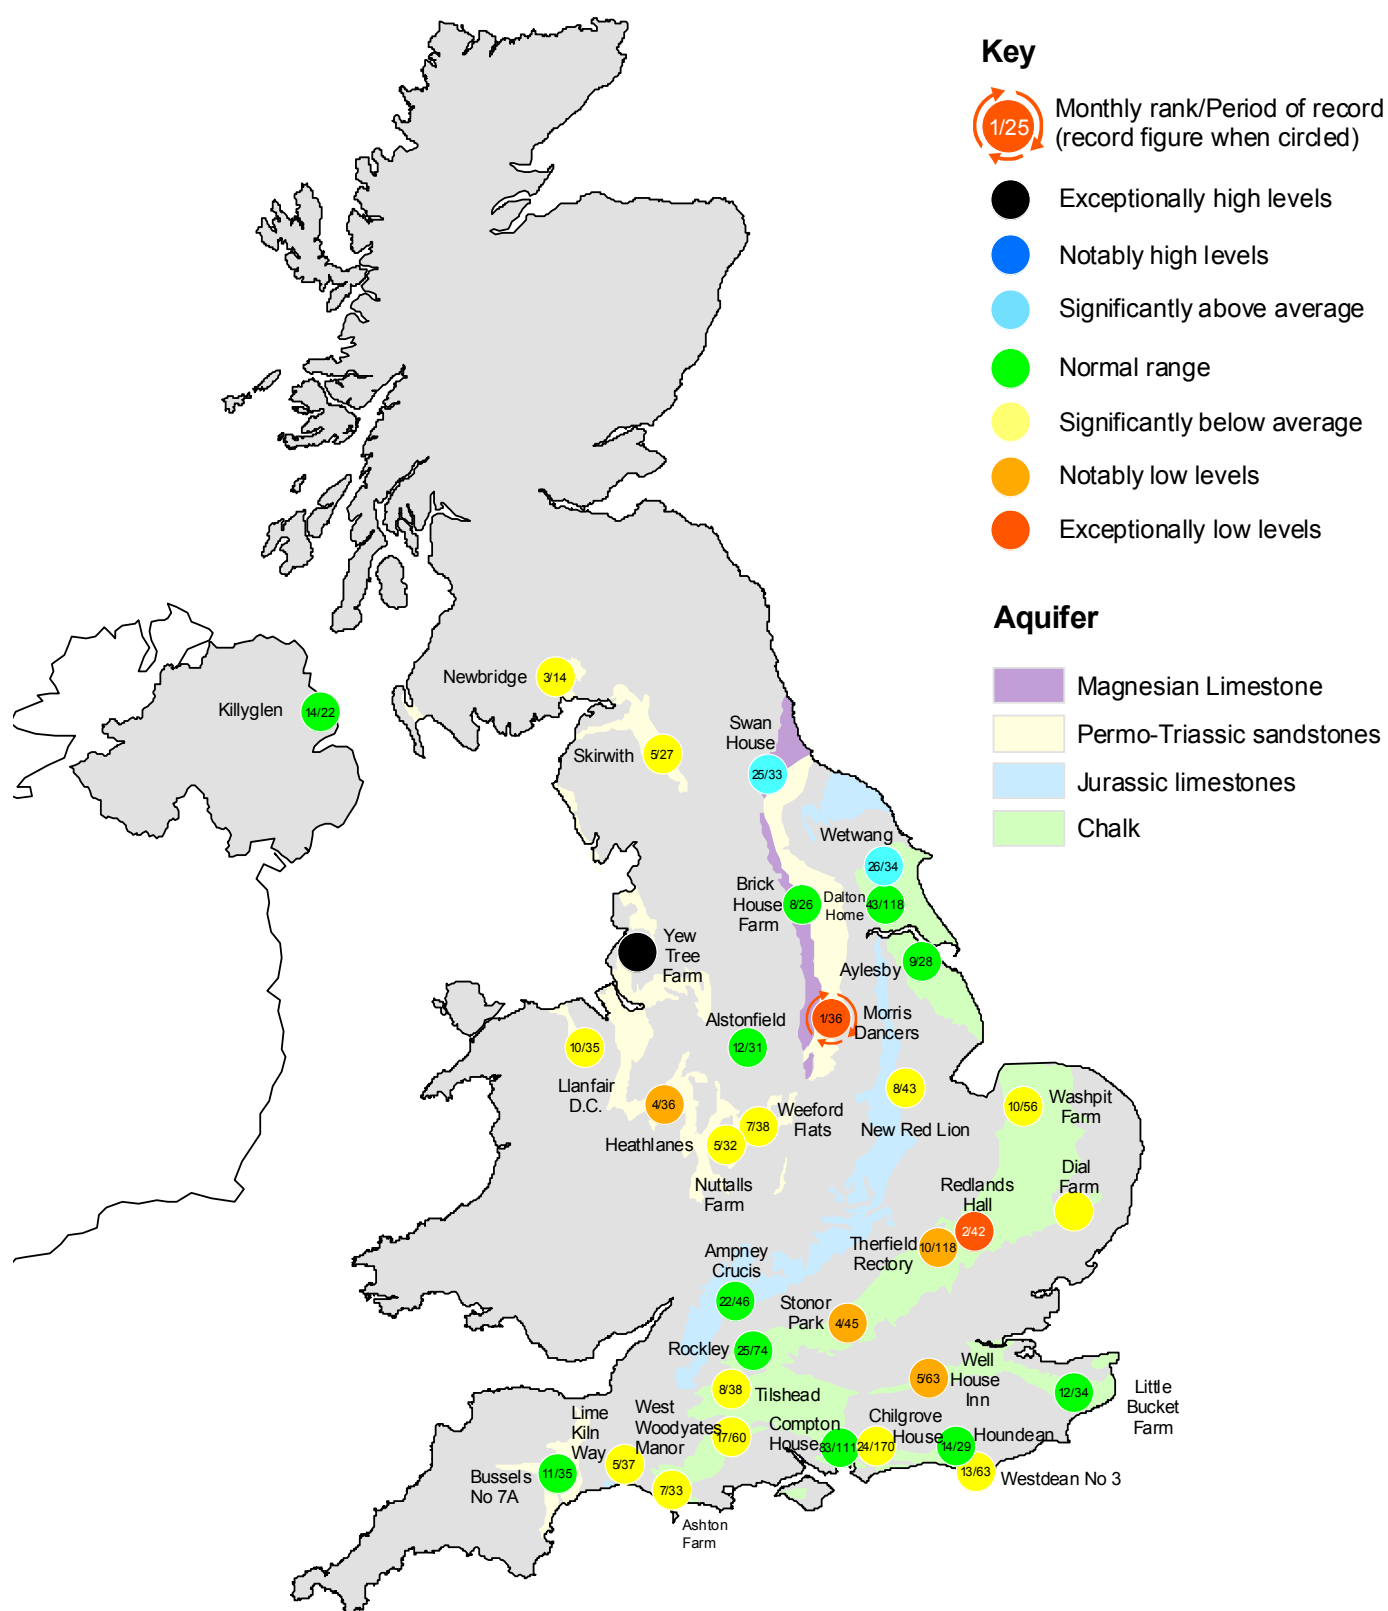 Key
1/25
Monthly rank/Period of record
(record figure when circled)
Exceptionally high levels
Notably high levels
Significantly above average
Normal range
Significantly below average
Notably low levels
Exceptionally low levels
Aquifer
Magnesian Limestone
Permo-Triassic sandstones
Jurassic limestones
Chalk
Newbridge
3/14
Killyglen
14/22
Skirwith
5/27
Swan
House
25/33
Wetwang
26/34
Brick
House
Farm
8/26
Dalton
Home
43/118
Yew
Tree
Farm
Aylesby
9/28
Alstonfield
12/31
1/36
Morris
Dancers
10/35
Llanfair
D.C.
4/36
Heathlanes
8/43
New Red Lion
10/56
Washpit
Farm
7/38
Weeford
Flats
5/32
Nuttalls
Farm
Dial
Farm
Redlands
Hall
2/42
Therfield
Rectory
10/118
Ampney
Crucis
22/46
Stonor
Park
4/45
Rockley
25/74
8/38
Tilshead
Well
House
Inn
5/63
12/34
Little
Bucket
Farm
Lime
Kiln
Way
5/37
West
Woodyates
Manor
17/60
Compton
House
83/111
Chilgrove
House
24/170
Houndean
14/29
13/63
Westdean No 3
Bussels
No 7A
11/35
7/33
Ashton
Farm